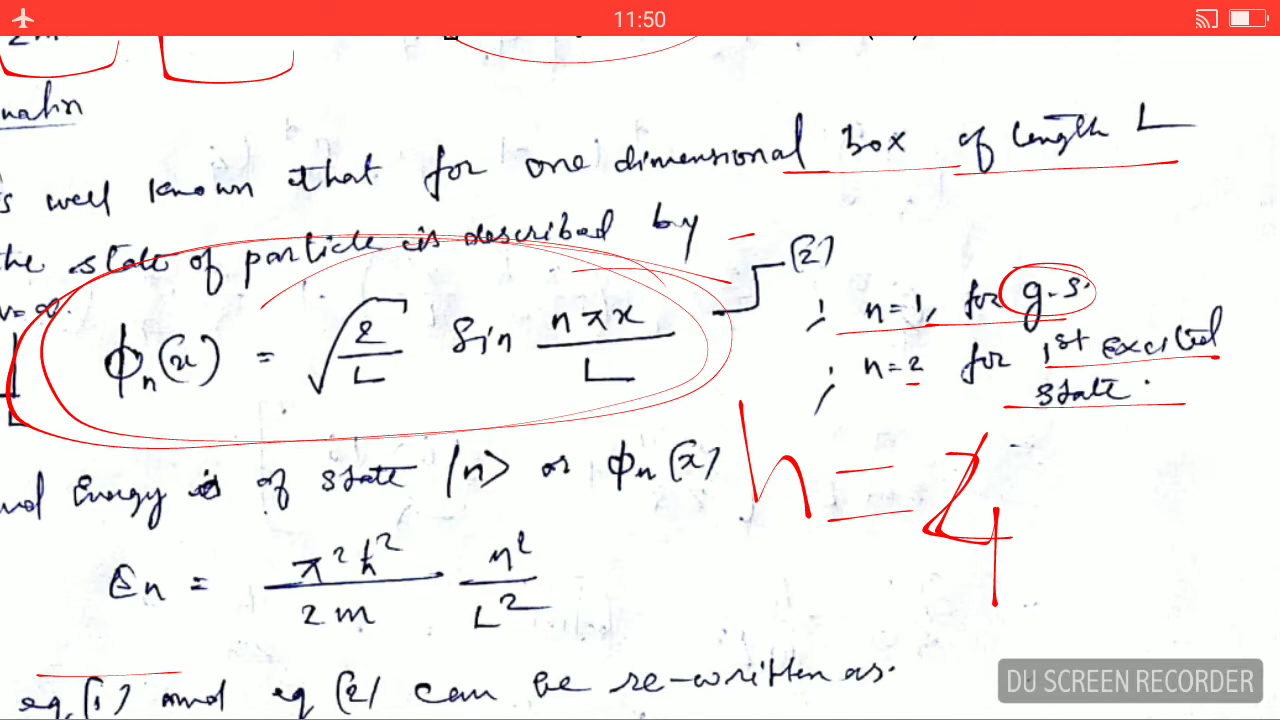 11:50
2m
s well known that for one dimensional Box of length L
the state of particle is described by (2)
v=∞.
ϕn(x) = √(2/L) Sin nπx/L ; n=1, for g.s.
; n=2 for 1st Excited
state.
Energy is of state |n> or ϕn(x)
n=4
En = π²ħ²/2m n²/L²
eq (1) and eq (2) can be re-written as.
DU SCREEN RECORDER